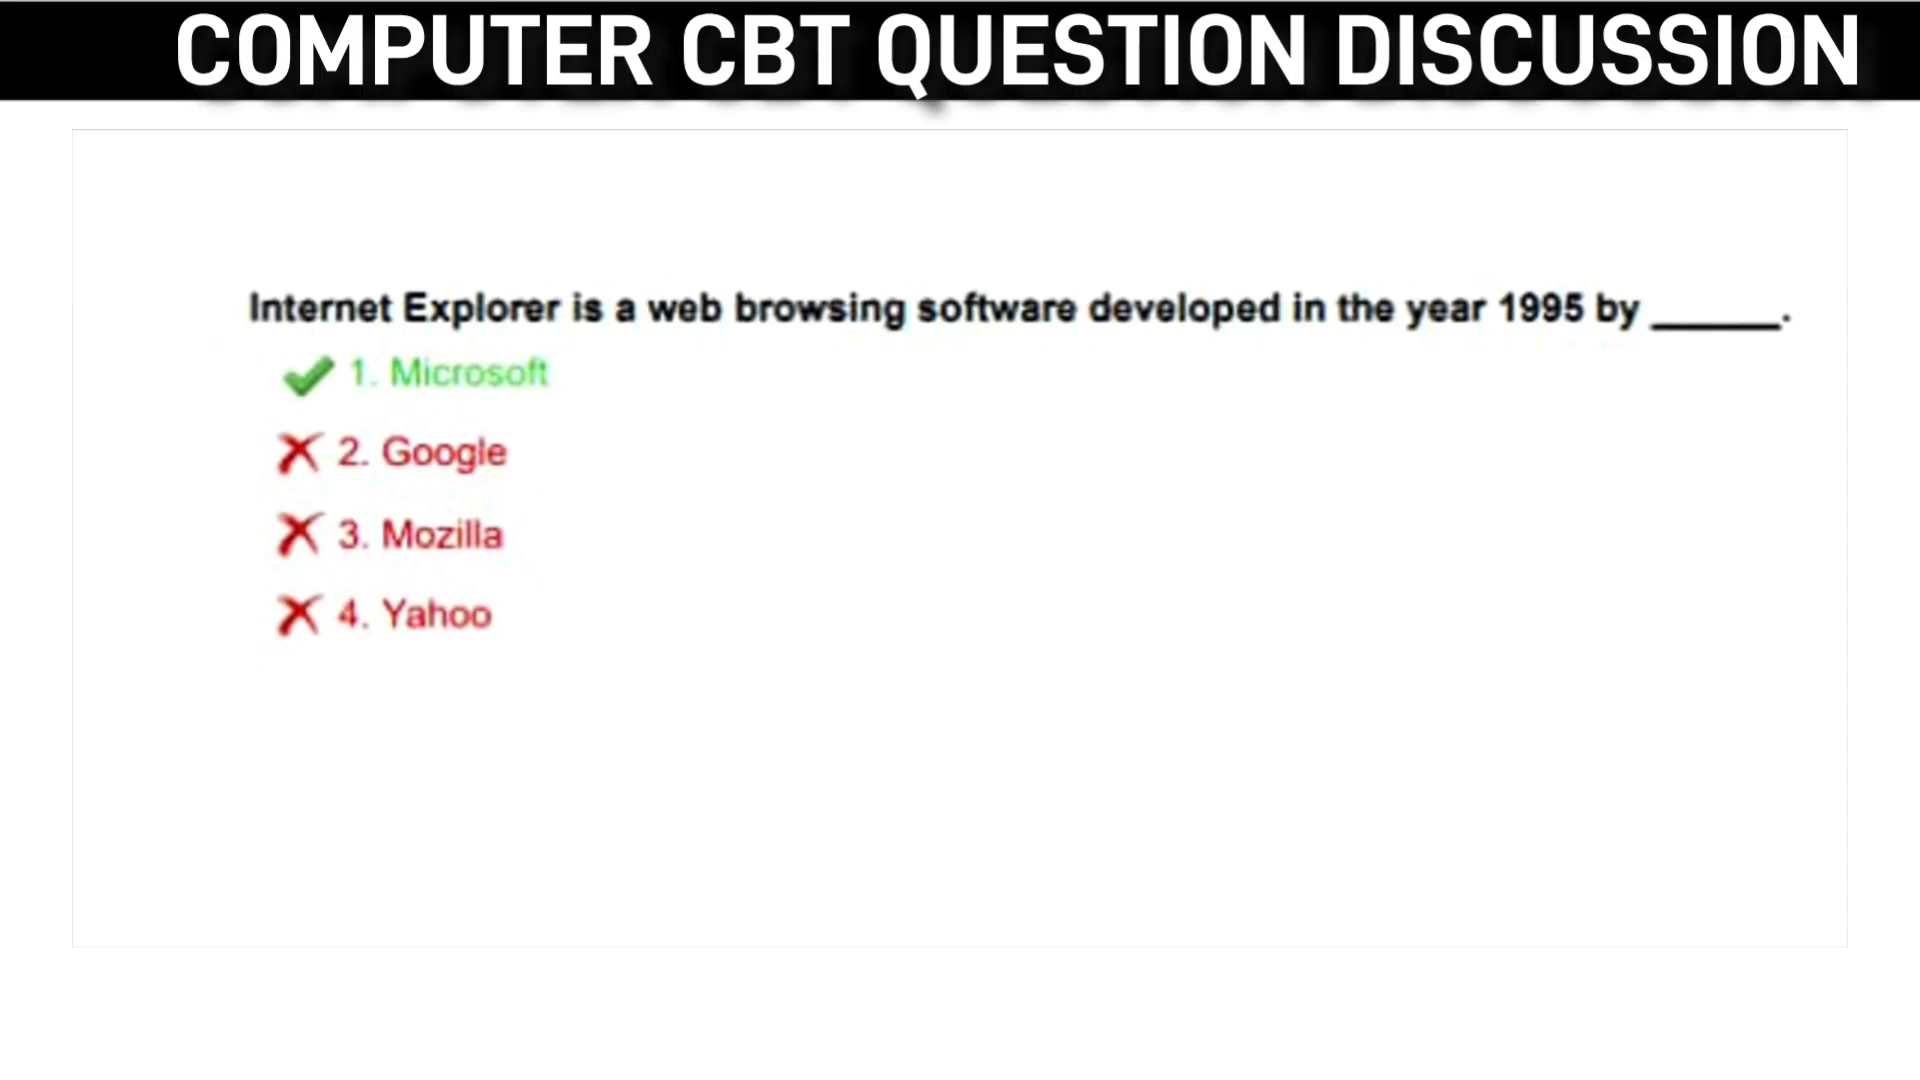 COMPUTER CBT QUESTION DISCUSSION
Internet Explorer is a web browsing software developed in the year 1995 by ______.
1. Microsoft
2. Google
3. Mozilla
4. Yahoo